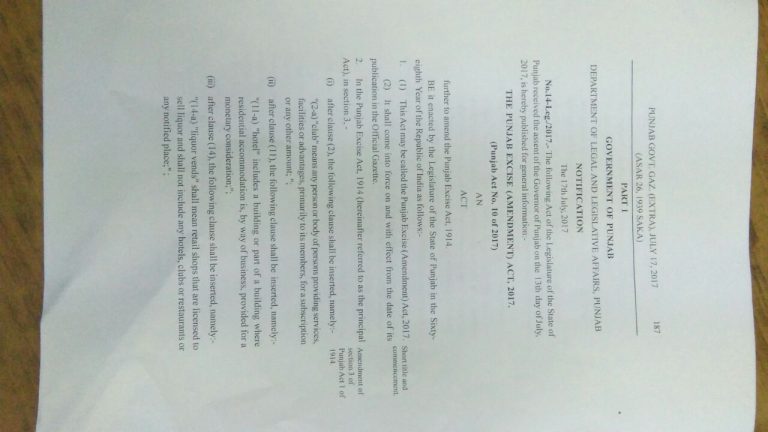 PUNJAB GOVT. GAZ. (EXTRA), JULY 17, 2017 187
(ASAR 26, 1939 SAKA)
PART I
GOVERNMENT OF PUNJAB
DEPARTMENT OF LEGAL AND LEGISLATIVE AFFAIRS, PUNJAB
NOTIFICATION
The 17th July, 2017
No.14-Leg./2017.- The following Act of the Legislature of the State of
Punjab received the assent of the Governor of Punjab on the 13th day of July,
2017, is hereby published for general information:-
THE PUNJAB EXCISE (AMENDMENT) ACT, 2017.
(Punjab Act No. 10 of 2017)
AN
ACT
further to amend the Punjab Excise Act, 1914.
BE it enacted by the Legislature of the State of Punjab in the Sixty-
eighth Year of the Republic of India as follows:-
1. (1) This Act may be called the Punjab Excise (Amendment) Act, 2017. Short title and
commencement.
(2) It shall come into force on and with effect from the date of its
publication in the Official Gazette.
2. In the Punjab Excise Act, 1914 (hereinafter referred to as the principal Amendment of
Act), in section 3,- section 3 of
Punjab Act 1 of
1914.
(i) after clause (2), the following clause shall be inserted, namely:-
"(2-a) "club" means any person or body of persons providing services,
facilities or advantages, primarily to its members, for a subscription
or any other amount; ";
(ii) after clause (11), the following clause shall be inserted, namely:-
"(11-a) "hotel" includes a building or part of a building where
residential accommodation is, by way of business, provided for a
monetary consideration;";
(iii) after clause (14), the following clause shall be inserted, namely:-
"(14-a) "liquor vends" shall mean retail shops that are licensed to
sell liquor and shall not include any hotels, clubs or restaurants or
any notified place;" ;